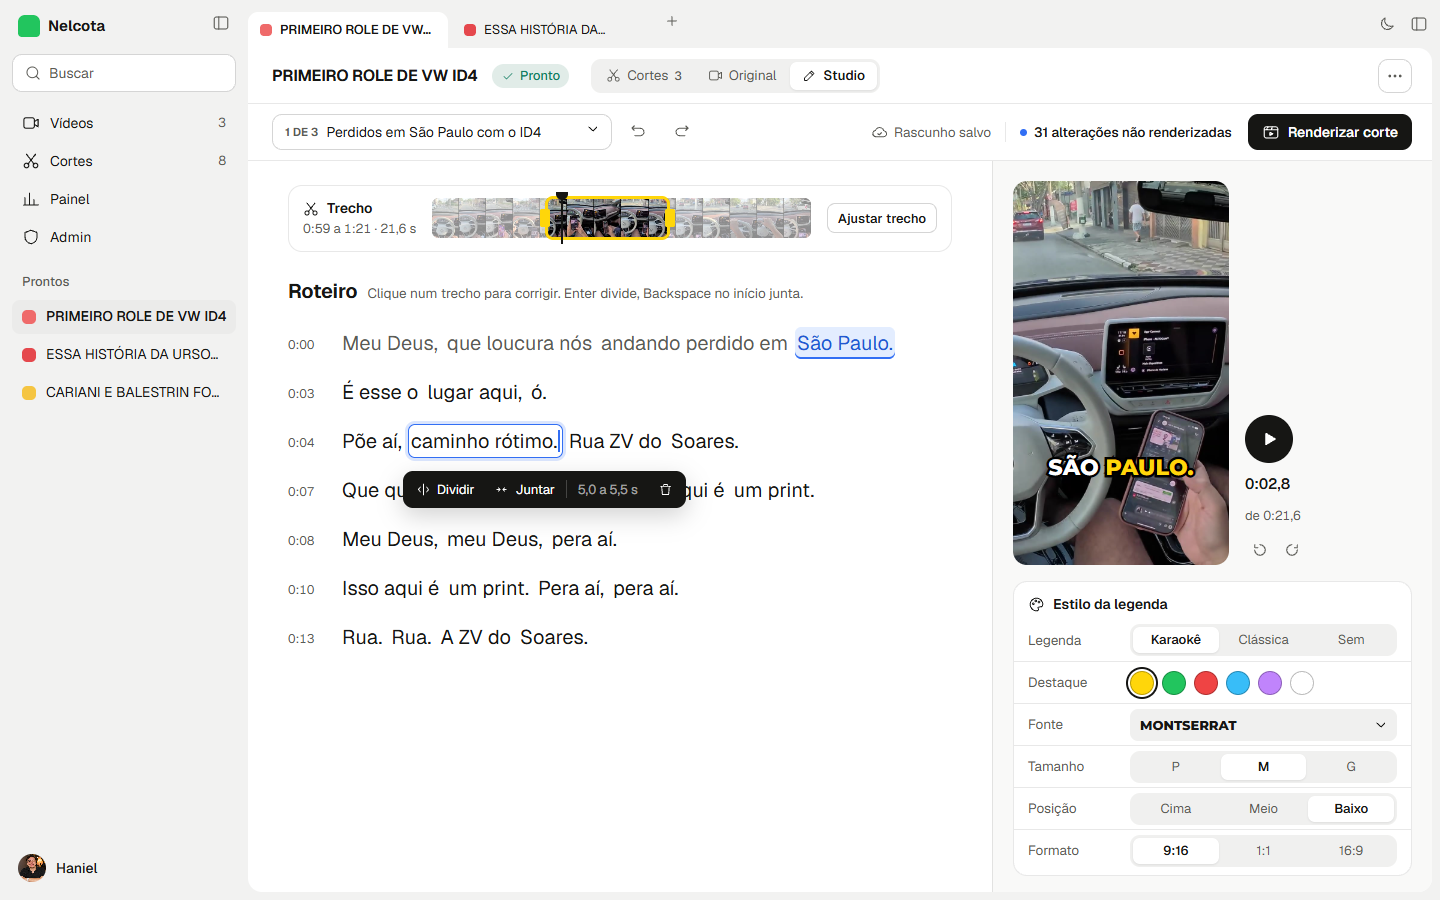 Nelcota
Buscar
Vídeos 3
Cortes 8
Painel
Admin
Prontos
PRIMEIRO ROLE DE VW ID4
ESSA HISTÓRIA DA URSO...
CARIANI E BALESTRIN FO...
Haniel
PRIMEIRO ROLE DE VW...
ESSA HISTÓRIA DA...
PRIMEIRO ROLE DE VW ID4
Pronto
Cortes 3
Original
Studio
1 DE 3 Perdidos em São Paulo com o ID4
Rascunho salvo
31 alterações não renderizadas
Renderizar corte
Trecho
0:59 a 1:21 · 21,6 s
Ajustar trecho
Roteiro Clique num trecho para corrigir. Enter divide, Backspace no início junta.
0:00 Meu Deus, que loucura nós andando perdido em São Paulo.
0:03 É esse o lugar aqui, ó.
0:04 Põe aí, caminho rótimo. Rua ZV do Soares.
0:07 Que qu
qui é um print.
Dividir
Juntar
5,0 a 5,5 s
0:08 Meu Deus, meu Deus, pera aí.
0:10 Isso aqui é um print. Pera aí, pera aí.
0:13 Rua. Rua. A ZV do Soares.
SÃO PAULO.
0:02,8
de 0:21,6
Estilo da legenda
Legenda Karaokê Clássica Sem
Destaque
Fonte MONTSERRAT
Tamanho P M G
Posição Cima Meio Baixo
Formato 9:16 1:1 16:9